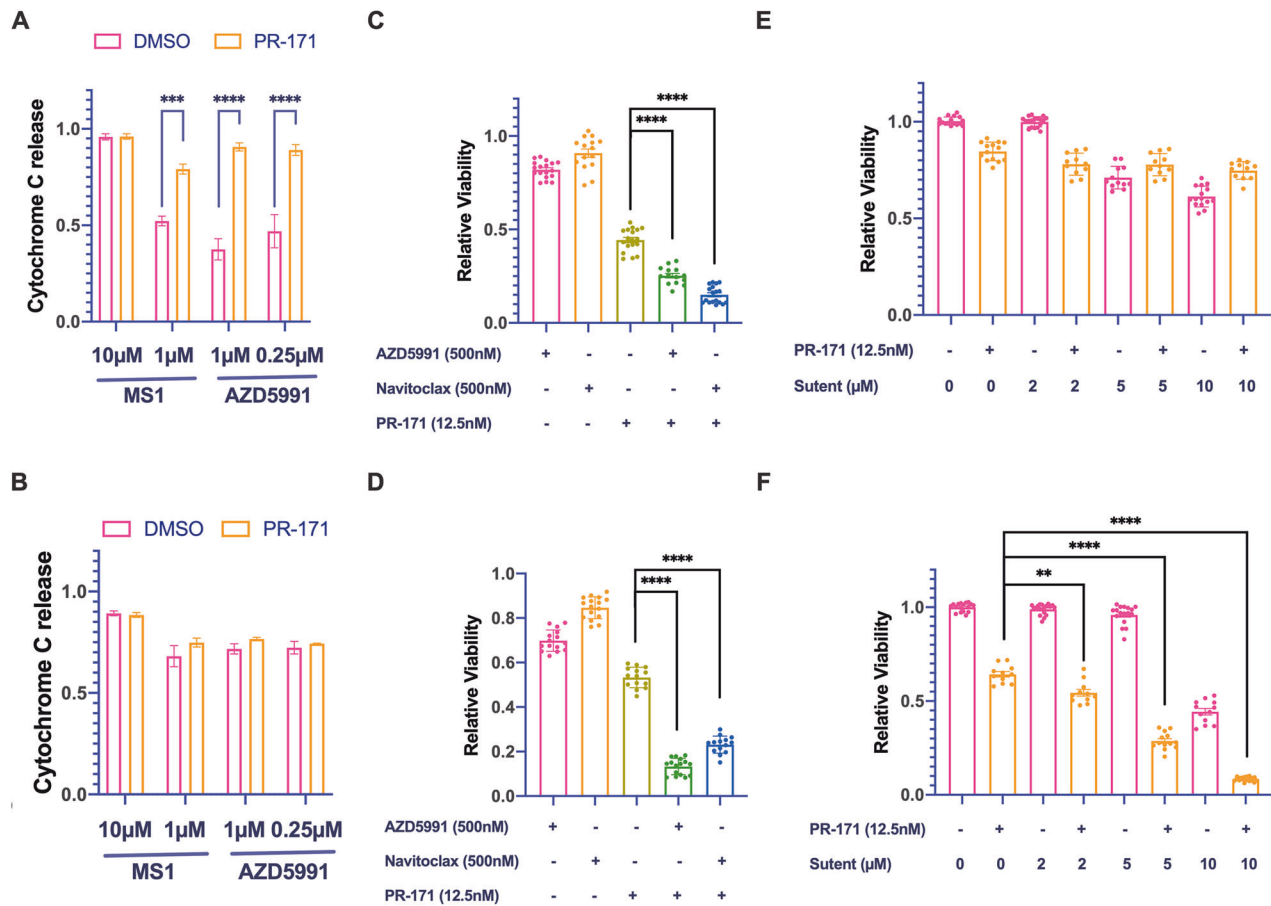 A
DMSO PR-171
*** **** ****
Cytochrome C release
1.0
0.5
0.0
10µM 1µM 1µM 0.25µM
MS1 AZD5991
B
DMSO PR-171
Cytochrome C release
1.0
0.5
0.0
10µM 1µM 1µM 0.25µM
MS1 AZD5991
C
****
****
Relative Viability
1.0
0.5
0.0
AZD5991 (500nM) + - - + -
Navitoclax (500nM) - + - - +
PR-171 (12.5nM) - - + + +
D
****
****
Relative Viability
1.0
0.8
0.6
0.4
0.2
0.0
AZD5991 (500nM) + - - + -
Navitoclax (500nM) - + - - +
PR-171 (12.5nM) - - + + +
E
Relative Viability
1.0
0.5
0.0
PR-171 (12.5nM) - + - + - + - +
Sutent (µM) 0 0 2 2 5 5 10 10
F
****
****
**
Relative Viability
1.0
0.5
0.0
PR-171 (12.5nM) - + - + - + - +
Sutent (µM) 0 0 2 2 5 5 10 10